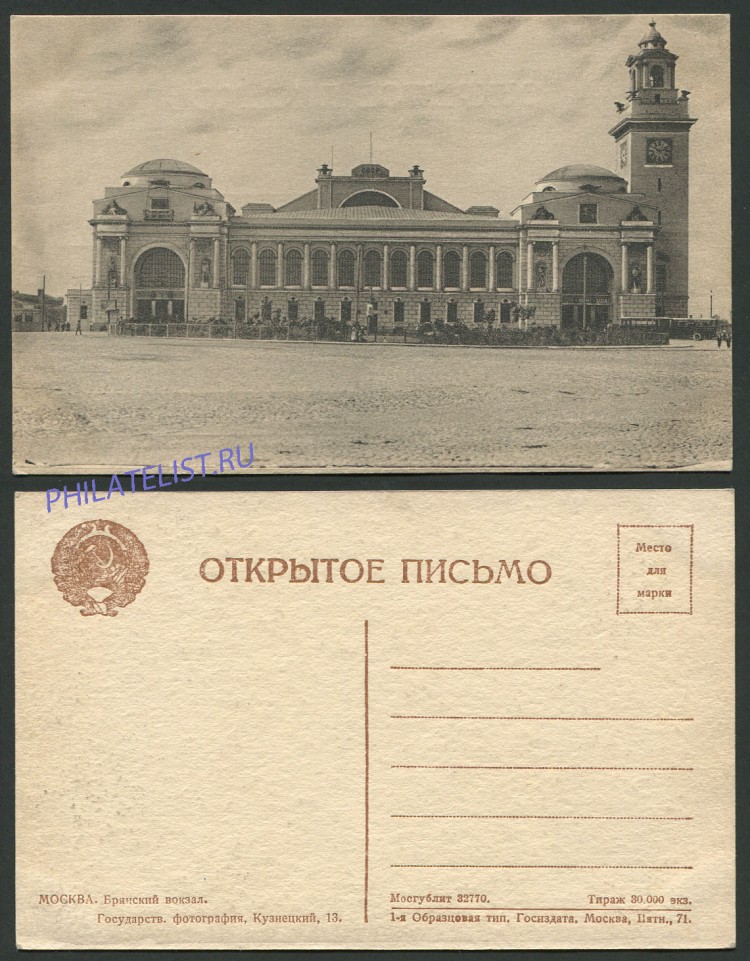 PHILATELIST.RU
ОТКРЫТОЕ ПИСЬМО
Место
для
марки
МОСКВА. Брянский вокзал.
Государств. фотография, Кузнецкий, 13.
Мосгублит 32770. Тираж 30.000 экз.
1-я Образцовая тип. Госиздата. Москва, Пятн., 71.